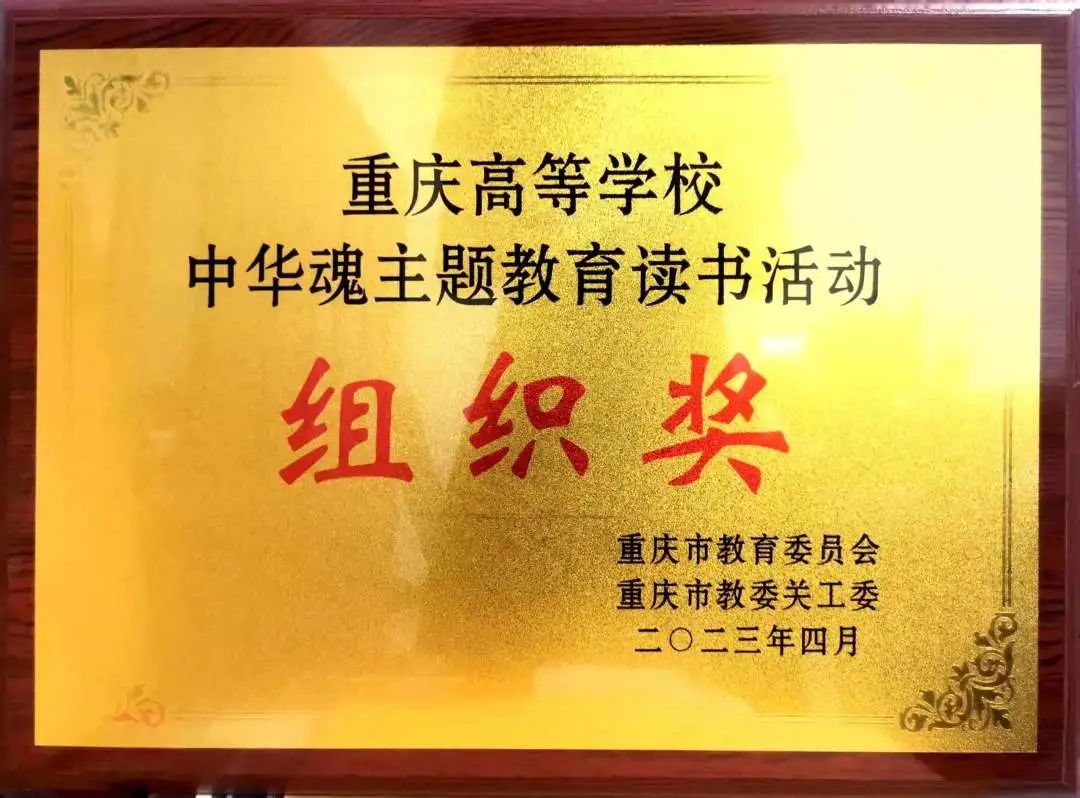 重庆高等学校
中华魂主题教育读书活动
组织奖
重庆市教育委员会
重庆市教委关工委
二〇二三年四月